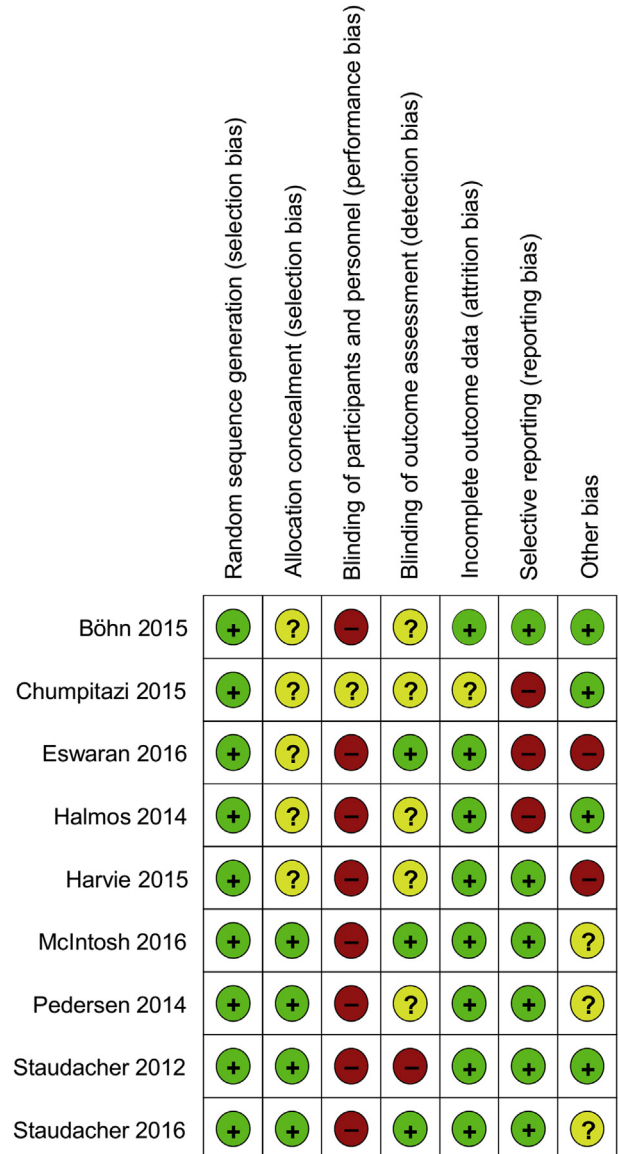 Random sequence generation (selection bias)
Allocation concealment (selection bias)
Blinding of participants and personnel (performance bias)
Blinding of outcome assessment (detection bias)
Incomplete outcome data (attrition bias)
Selective reporting (reporting bias)
Other bias
Böhn 2015 + ? – ? + + +
Chumpitazi 2015 + ? ? ? ? – +
Eswaran 2016 + ? – + + – –
Halmos 2014 + ? – ? + – +
Harvie 2015 + ? – ? + + –
McIntosh 2016 + + – + + + ?
Pedersen 2014 + + – ? + + ?
Staudacher 2012 + + – – + + +
Staudacher 2016 + + – + + + ?